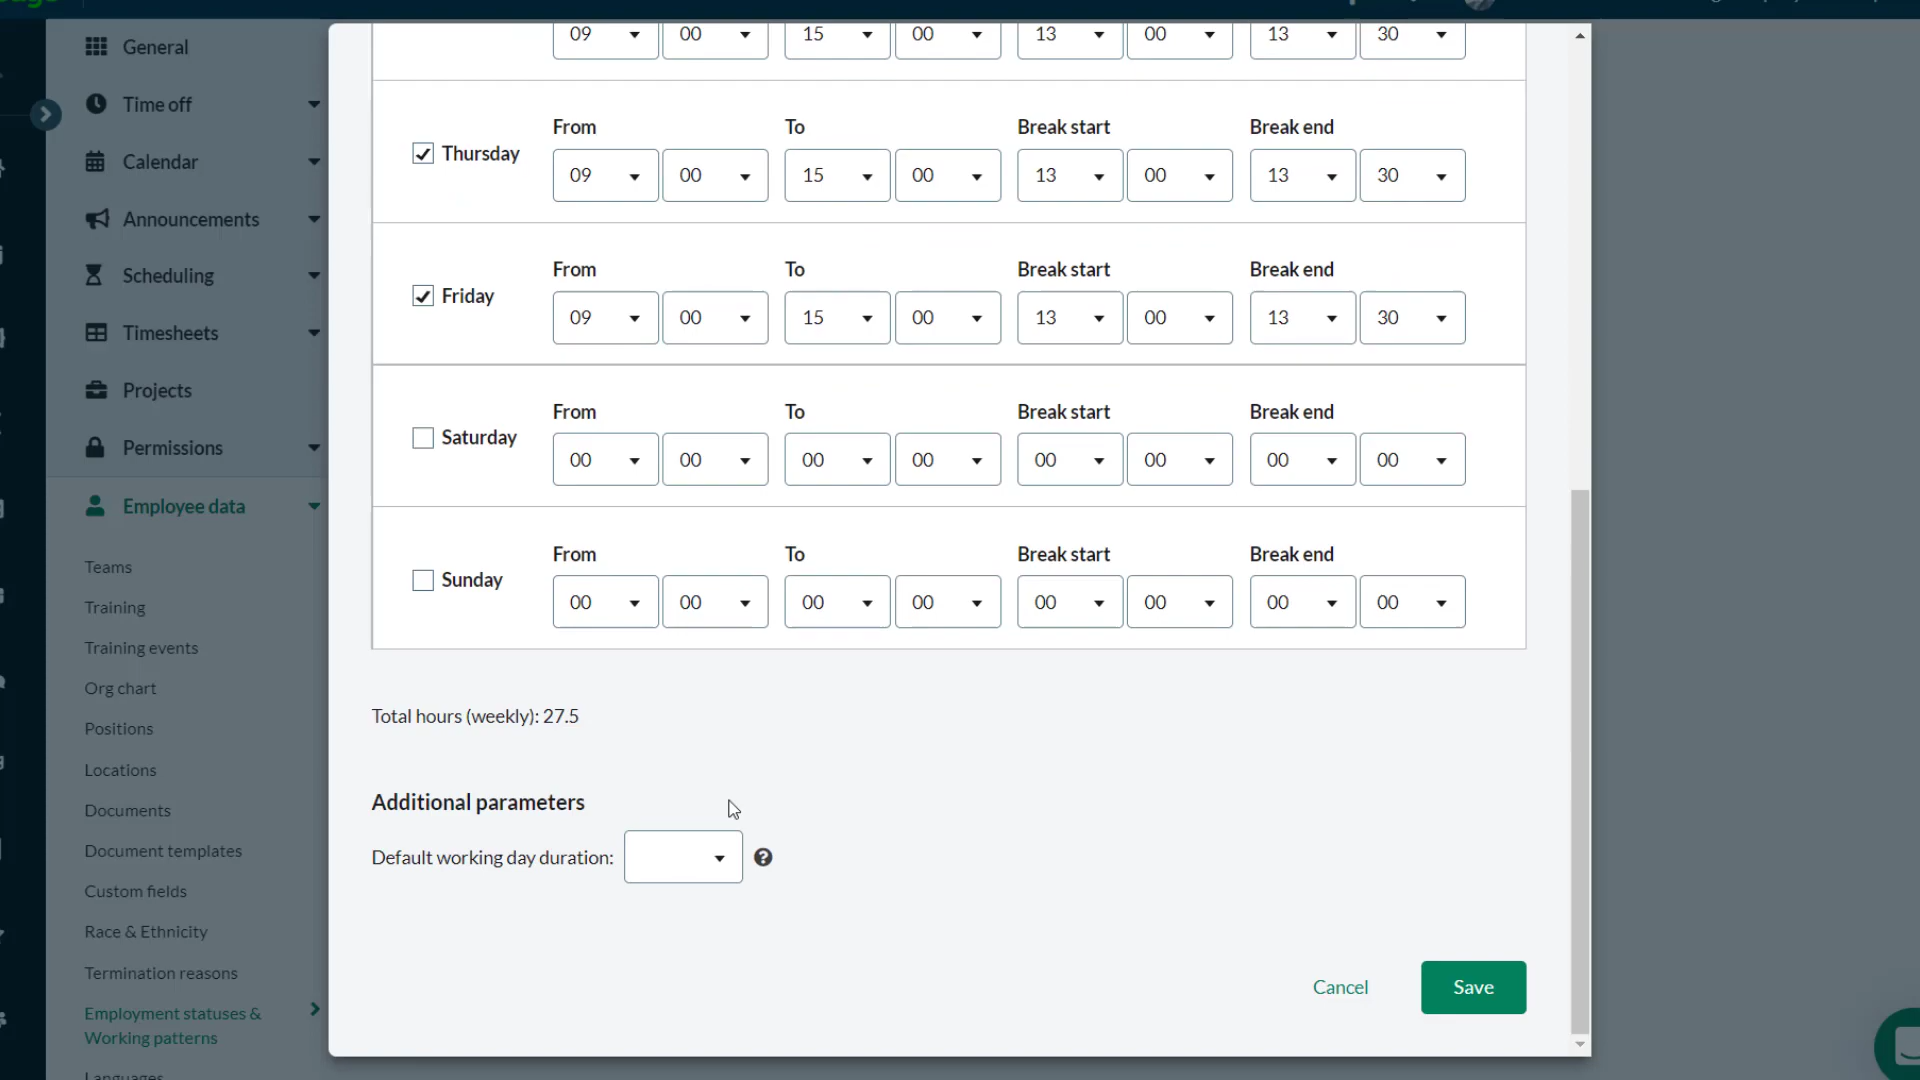 General
Time off
Calendar
Announcements
Scheduling
Timesheets
Projects
Permissions
Employee data
Teams
Training
Training events
Org chart
Positions
Locations
Documents
Document templates
Custom fields
Race & Ethnicity
Termination reasons
Employment statuses &
Working patterns
Languages
09 00 15 00 13 00 13 30
From To Break start Break end
Thursday
09 00 15 00 13 00 13 30
From To Break start Break end
Friday
09 00 15 00 13 00 13 30
From To Break start Break end
Saturday
00 00 00 00 00 00 00 00
From To Break start Break end
Sunday
00 00 00 00 00 00 00 00
Total hours (weekly): 27.5
Additional parameters
Default working day duration:
Cancel Save